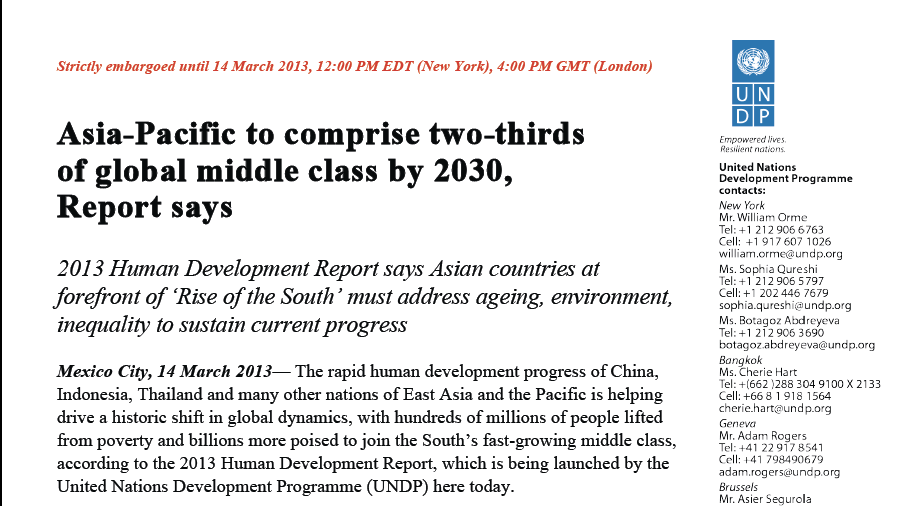 Strictly embargoed until 14 March 2013, 12:00 PM EDT (New York), 4:00 PM GMT (London)
Asia-Pacific to comprise two-thirds
of global middle class by 2030,
Report says
2013 Human Development Report says Asian countries at
forefront of ‘Rise of the South’ must address ageing, environment,
inequality to sustain current progress
Mexico City, 14 March 2013— The rapid human development progress of China,
Indonesia, Thailand and many other nations of East Asia and the Pacific is helping
drive a historic shift in global dynamics, with hundreds of millions of people lifted
from poverty and billions more poised to join the South’s fast-growing middle class,
according to the 2013 Human Development Report, which is being launched by the
United Nations Development Programme (UNDP) here today.
U N
D P
Empowered lives.
Resilient nations.
United Nations
Development Programme
contacts:
New York
Mr. William Orme
Tel: +1 212 906 6763
Cell: +1 917 607 1026
william.orme@undp.org
Ms. Sophia Qureshi
Tel: +1 212 906 5797
Cell: +1 202 446 7679
sophia.qureshi@undp.org
Ms. Botagoz Abdreyeva
Tel: +1 212 906 3690
botagoz.abdreyeva@undp.org
Bangkok
Ms. Cherie Hart
Tel: +(662 )288 304 9100 X 2133
Cell: +66 8 1 918 1564
cherie.hart@undp.org
Geneva
Mr. Adam Rogers
Tel: +41 22 917 8541
Cell: +41 798490679
adam.rogers@undp.org
Brussels
Mr. Asier Segurola